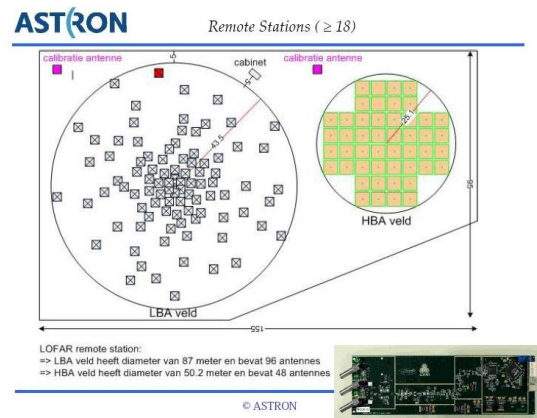 ASTRON
Remote Stations ( ≥ 18)
calibratie antenne
cabinet
calibratie antenne
5
5
43.5
25.1
HBA veld
95
LBA veld
155
LOFAR remote station:
=> LBA veld heeft diameter van 87 meter en bevat 96 antennes
=> HBA veld heeft diameter van 50.2 meter en bevat 48 antennes
© ASTRON